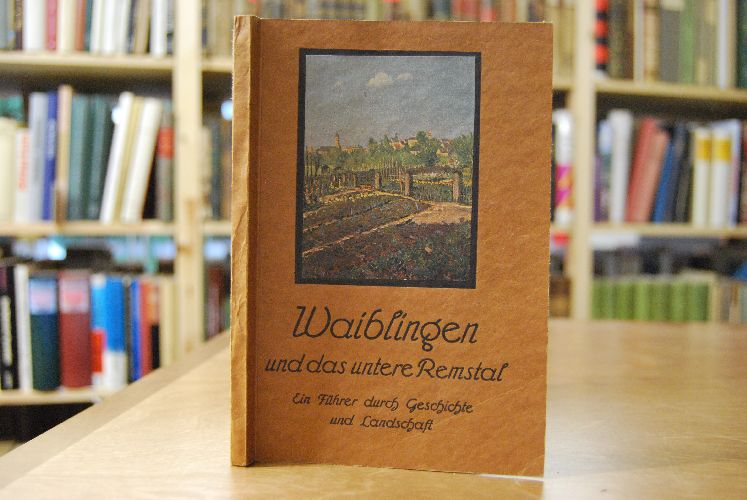 Waiblingen
und das untere Remstal
Ein Führer durch Geschichte
und Landschaft